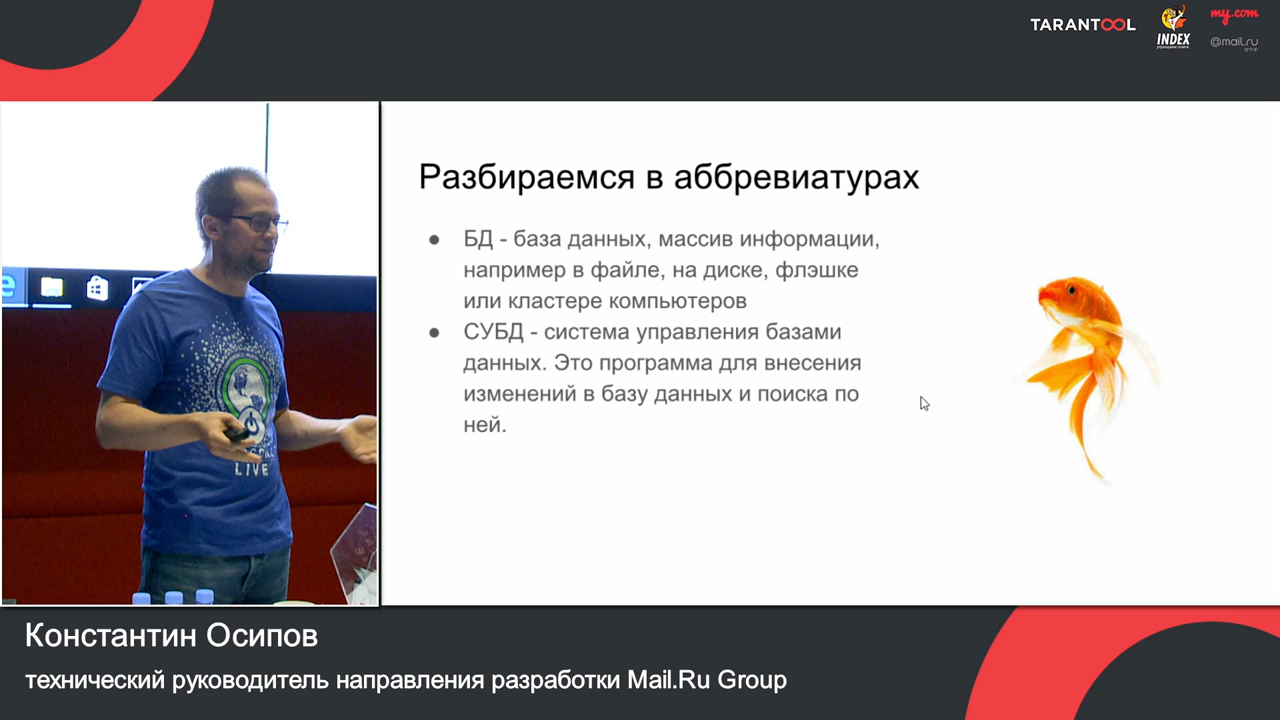 TARANTOOL
INDEX
my.com
@mail.ru
group
Разбираемся в аббревиатурах
● БД - база данных, массив информации,
например в файле, на диске, флэшке
или кластере компьютеров
● СУБД - система управления базами
данных. Это программа для внесения
изменений в базу данных и поиска по
ней.
LIVE
Константин Осипов
технический руководитель направления разработки Mail.Ru Group